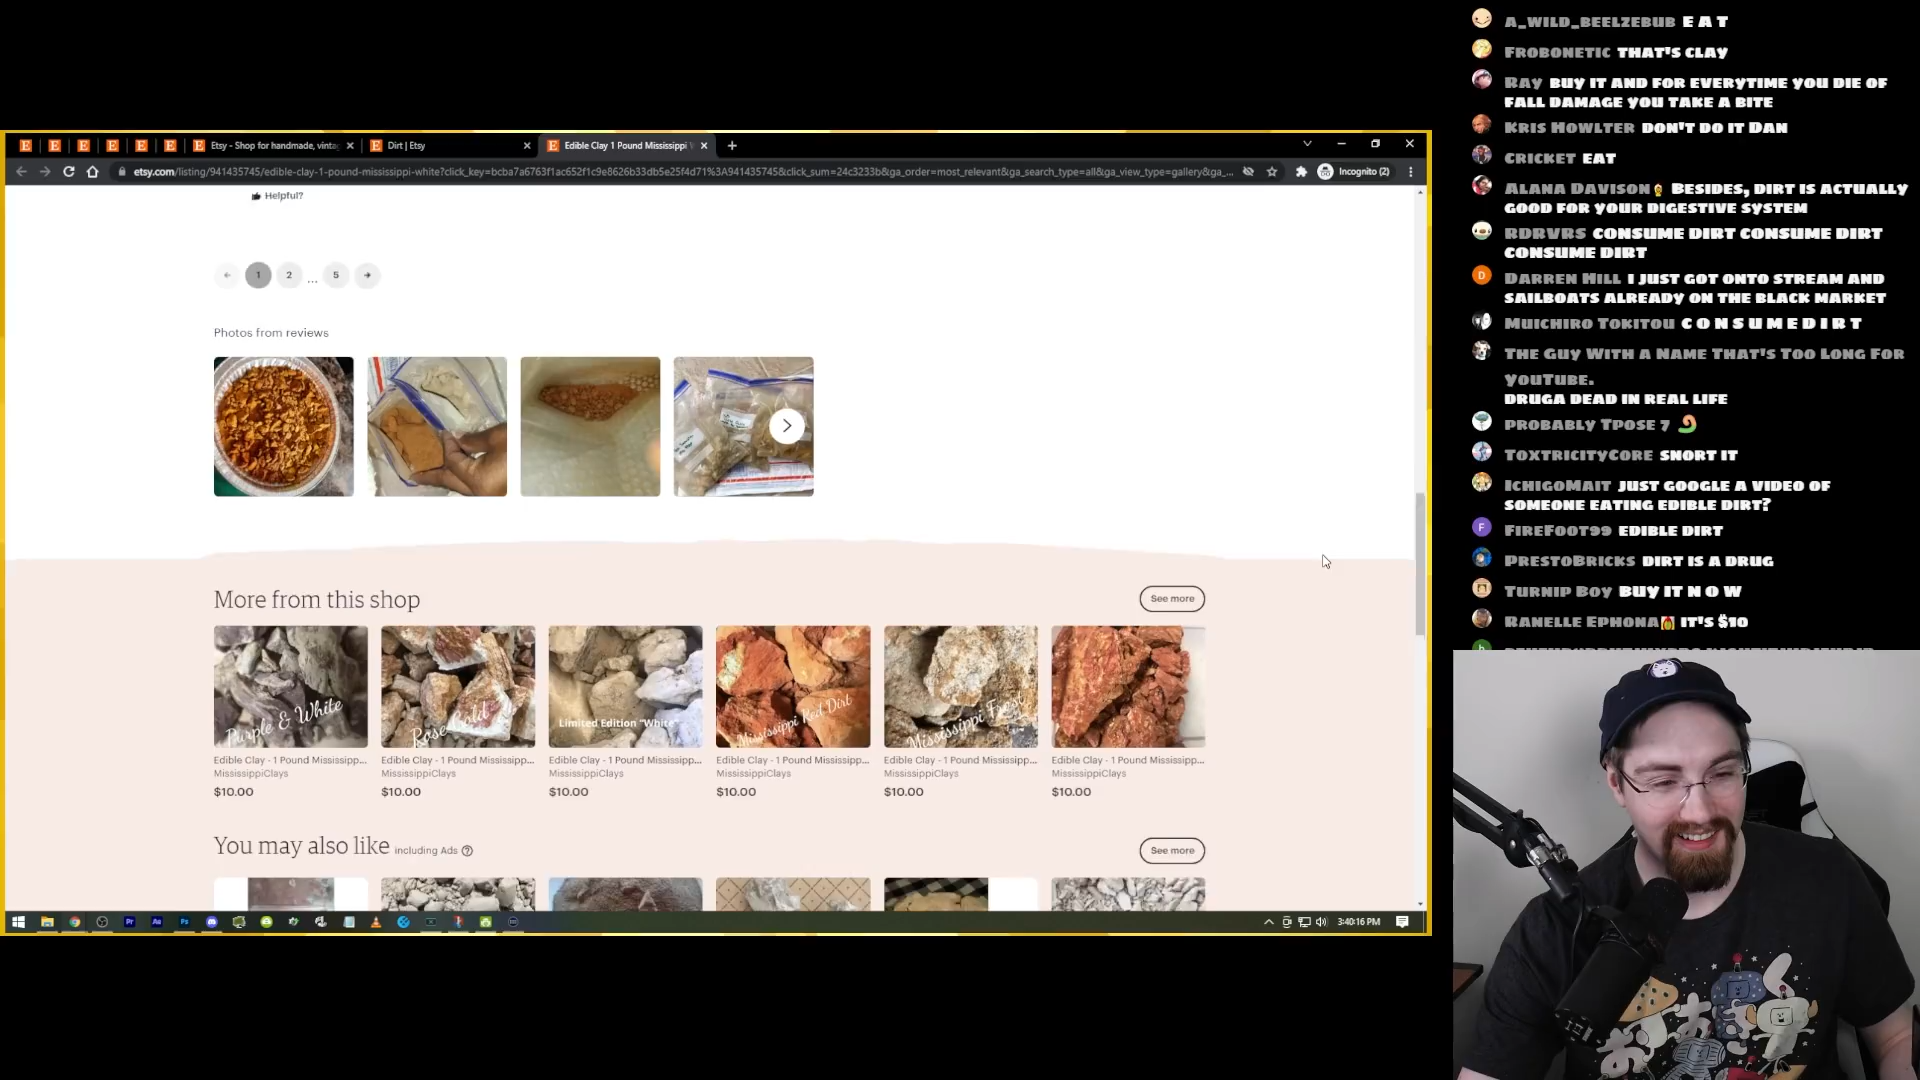 Etsy - Shop for handmade, vinta
Dirt | Etsy
Edible Clay 1 Pound Mississippi
etsy.com/listing/941435745/edible-clay-1-pound-mississippi-white?click_key=bcba7a6763f1ac652f1c9e8626b33db5e25f4d71%3A941435745&click_sum=24c3233b&ga_order=most_relevant&ga_search_type=all&ga_view_type=gallery&ga_...
Incognito (2)
Helpful?
1 2 ... 5
Photos from reviews
More from this shop
See more
Purple & White
Rose Gold
Limited Edition "White"
Mississippi Red Dirt
Mississippi Frost
Edible Clay - 1 Pound Mississipp...
Edible Clay - 1 Pound Mississipp...
Edible Clay - 1 Pound Mississipp...
Edible Clay - 1 Pound Mississipp...
Edible Clay - 1 Pound Mississipp...
Edible Clay - 1 Pound Mississipp...
MississippiClays
MississippiClays
MississippiClays
MississippiClays
MississippiClays
MississippiClays
$10.00
$10.00
$10.00
$10.00
$10.00
$10.00
You may also like including Ads
See more
3:40:16 PM
A_WILD_BEELZEBUB E A T
FROBONETIC THAT'S CLAY
RAY BUY IT AND FOR EVERYTIME YOU DIE OF
FALL DAMAGE YOU TAKE A BITE
KRIS HOWLTER DON'T DO IT DAN
CRICKET EAT
ALANA DAVISON BESIDES, DIRT IS ACTUALLY
GOOD FOR YOUR DIGESTIVE SYSTEM
RDRVRS CONSUME DIRT CONSUME DIRT
CONSUME DIRT
DARREN HILL I JUST GOT ONTO STREAM AND
SAILBOATS ALREADY ON THE BLACK MARKET
MUICHIRO TOKITOU C O N S U M E D I R T
THE GUY WITH A NAME THAT'S TOO LONG FOR
YOUTUBE.
DRUGA DEAD IN REAL LIFE
PROBABLY TPOSE 7
TOXTRICITYCORE SNORT IT
ICHIGOMAIT JUST GOOGLE A VIDEO OF
SOMEONE EATING EDIBLE DIRT?
F FIREFOOT99 EDIBLE DIRT
PRESTOBRICKS DIRT IS A DRUG
TURNIP BOY BUY IT N O W
RANELLE EPHONA IT'S $10